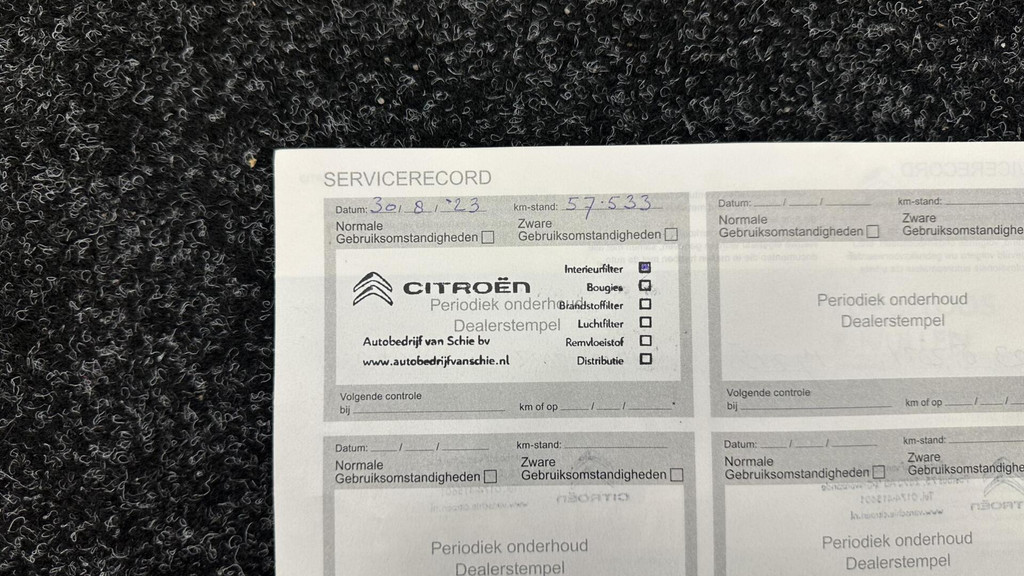 SERVICERECORD
Datum: 30/8/'23 km-stand: 57.533
Normale Gebruiksomstandigheden
Zware Gebruiksomstandigheden
CITROËN
Periodiek onderhoud
Dealerstempel
Autobedrijf van Schie bv
www.autobedrijfvanschie.nl
Interieurfilter
Bougies
Brandstoffilter
Luchtfilter
Remvloeistof
Distributie
Volgende controle
bij km of op / /
Datum: / / km-stand:
Normale Gebruiksomstandigheden
Zware
Periodiek onderhoud
Dealerstempel
Volgende controle
bij km of op / /
Datum: / / km-stand:
Normale Gebruiksomstandigheden
Zware Gebruiksomstandigheden
Periodiek onderhoud
Dealerstempel
Datum: / / km-stand:
Normale Gebruiksomstandigheden
Zware
Periodiek onderhoud
Dealerstempel